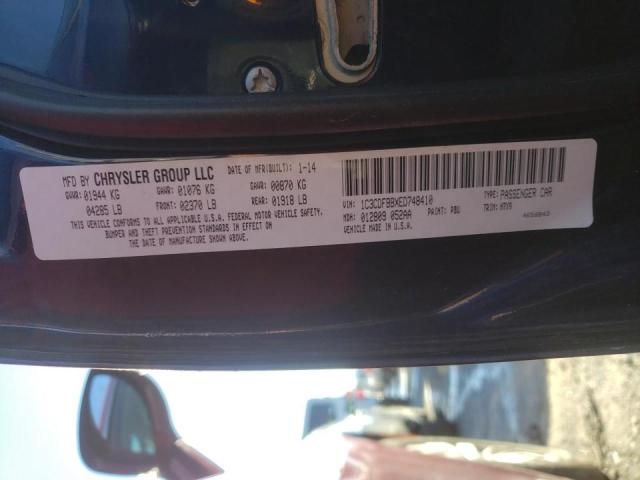 MFD BY CHRYSLER GROUP LLC DATE OF MFR(BUILT): 1-14
GVWR: 01944 KG GAWR: 01076 KG GAWR: 00870 KG
04285 LB FRONT: 02370 LB REAR: 01918 LB
THIS VEHICLE CONFORMS TO ALL APPLICABLE U.S.A. FEDERAL MOTOR VEHICLE SAFETY,
BUMPER AND THEFT PREVENTION STANDARDS IN EFFECT ON
THE DATE OF MANUFACTURE SHOWN ABOVE.
VIN: 1C3CDFBBXED748410 TYPE: PASSENGER CAR
MDH: 012809 052AA PAINT: PBU TRIM: H7X9
VEHICLE MADE IN U.S.A.